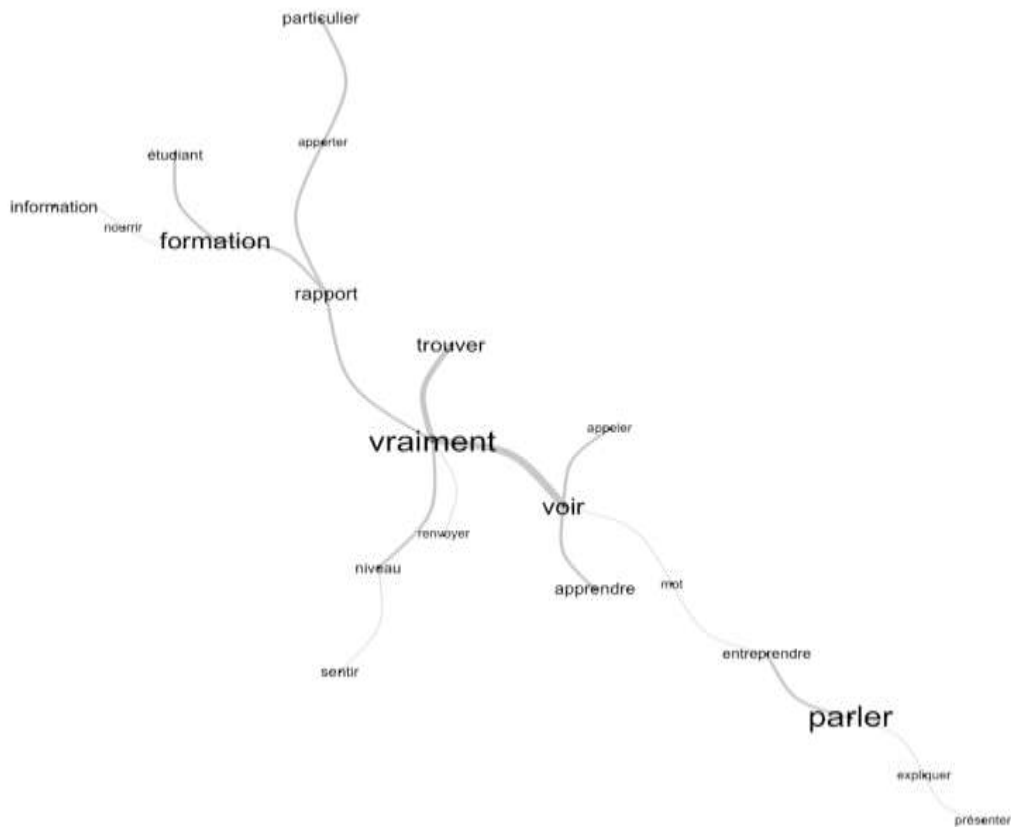 particulier
apporter
étudiant
information
nourrir
formation
rapport
trouver
vraiment
appeler
voir
renvoyer
niveau
apprendre
mot
entreprendre
sentir
parler
expliquer
présenter